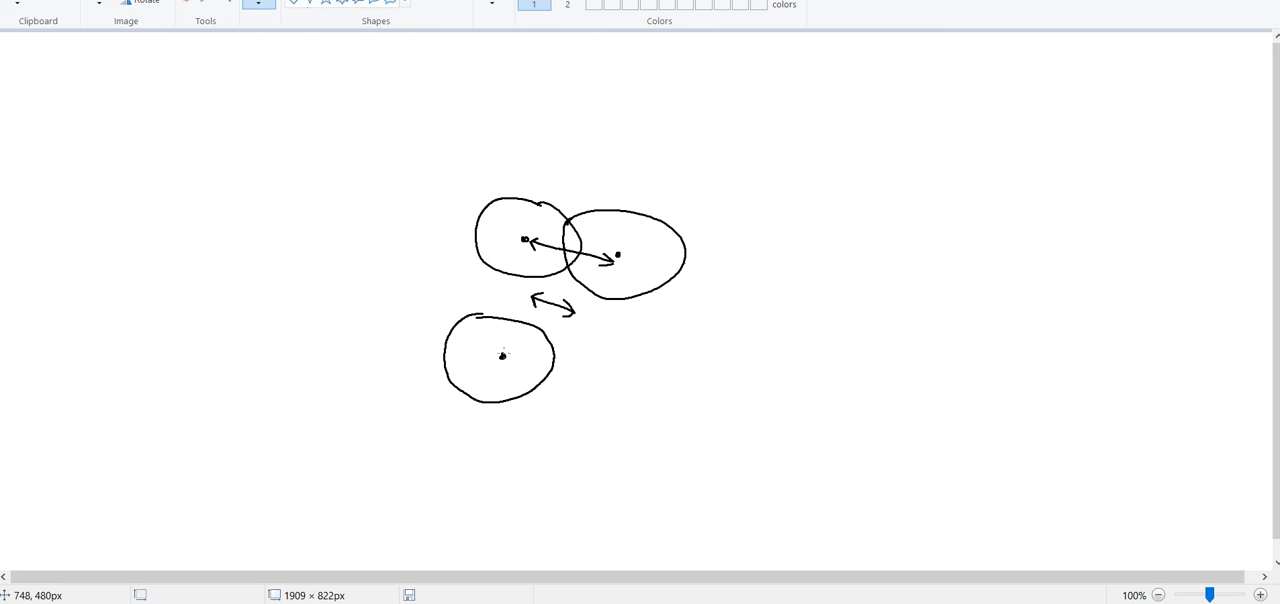 Rotate
1 2 colors
Clipboard Image Tools Shapes Colors
748, 480px 1909 × 822px 100%